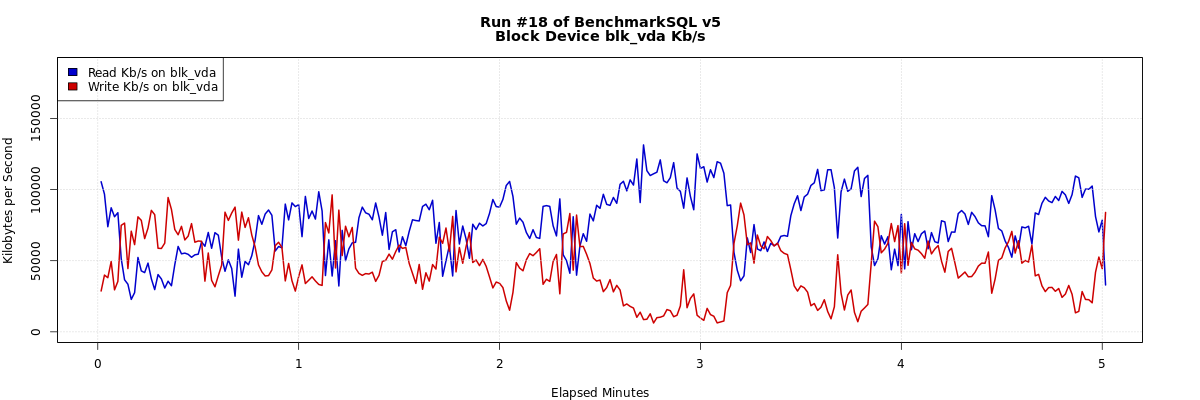 Run #18 of BenchmarkSQL v5
Block Device blk_vda Kb/s
Read Kb/s on blk_vda
Write Kb/s on blk_vda
Kilobytes per Second
150000
100000
50000
0
0 1 2 3 4 5
Elapsed Minutes